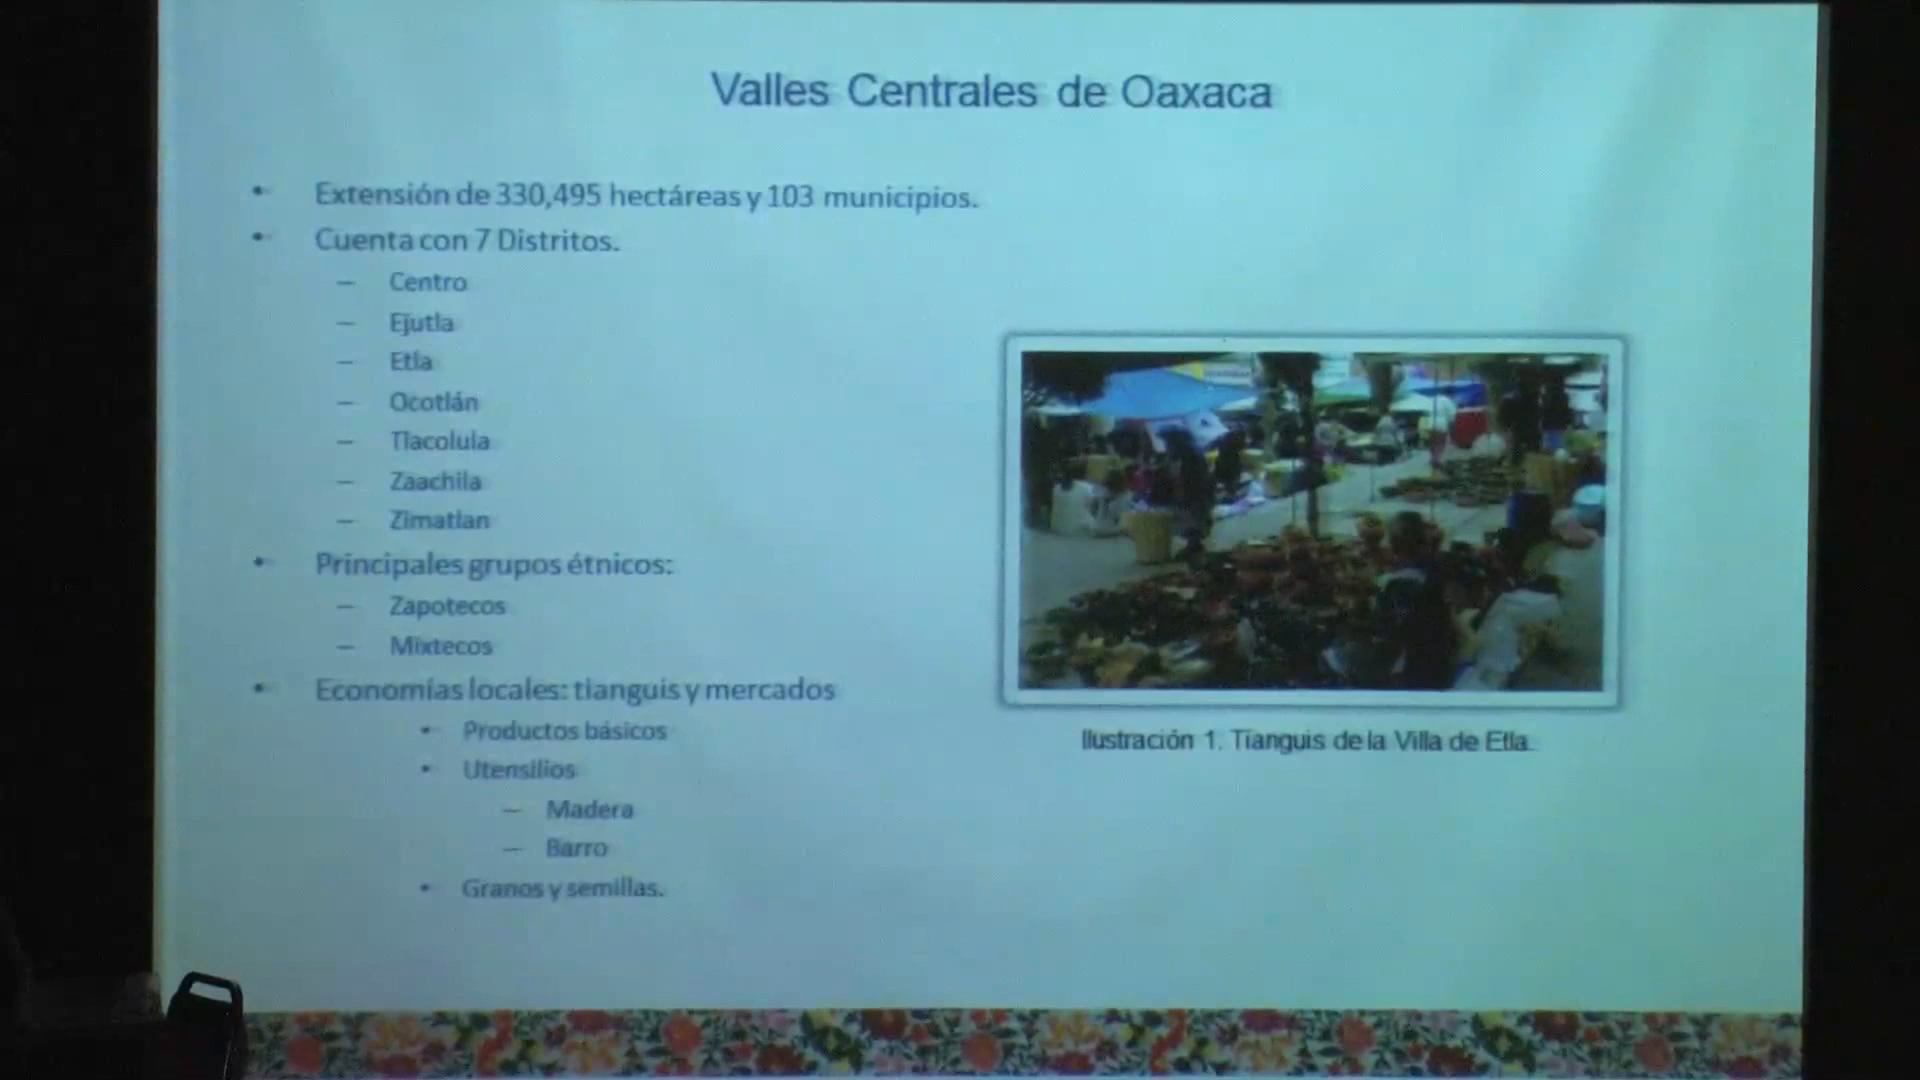 Valles Centrales de Oaxaca
• Extensión de 330,495 hectáreas y 103 municipios.
• Cuenta con 7 Distritos.
– Centro
– Ejutla
– Etla
– Ocotlán
– Tlacolula
– Zaachila
– Zimatlan
• Principales grupos étnicos:
– Zapotecos
– Mixtecos
• Economías locales: tianguis y mercados
• Productos básicos
• Utensilios
– Madera
– Barro
• Granos y semillas.
Ilustración 1. Tianguis de la Villa de Etla.